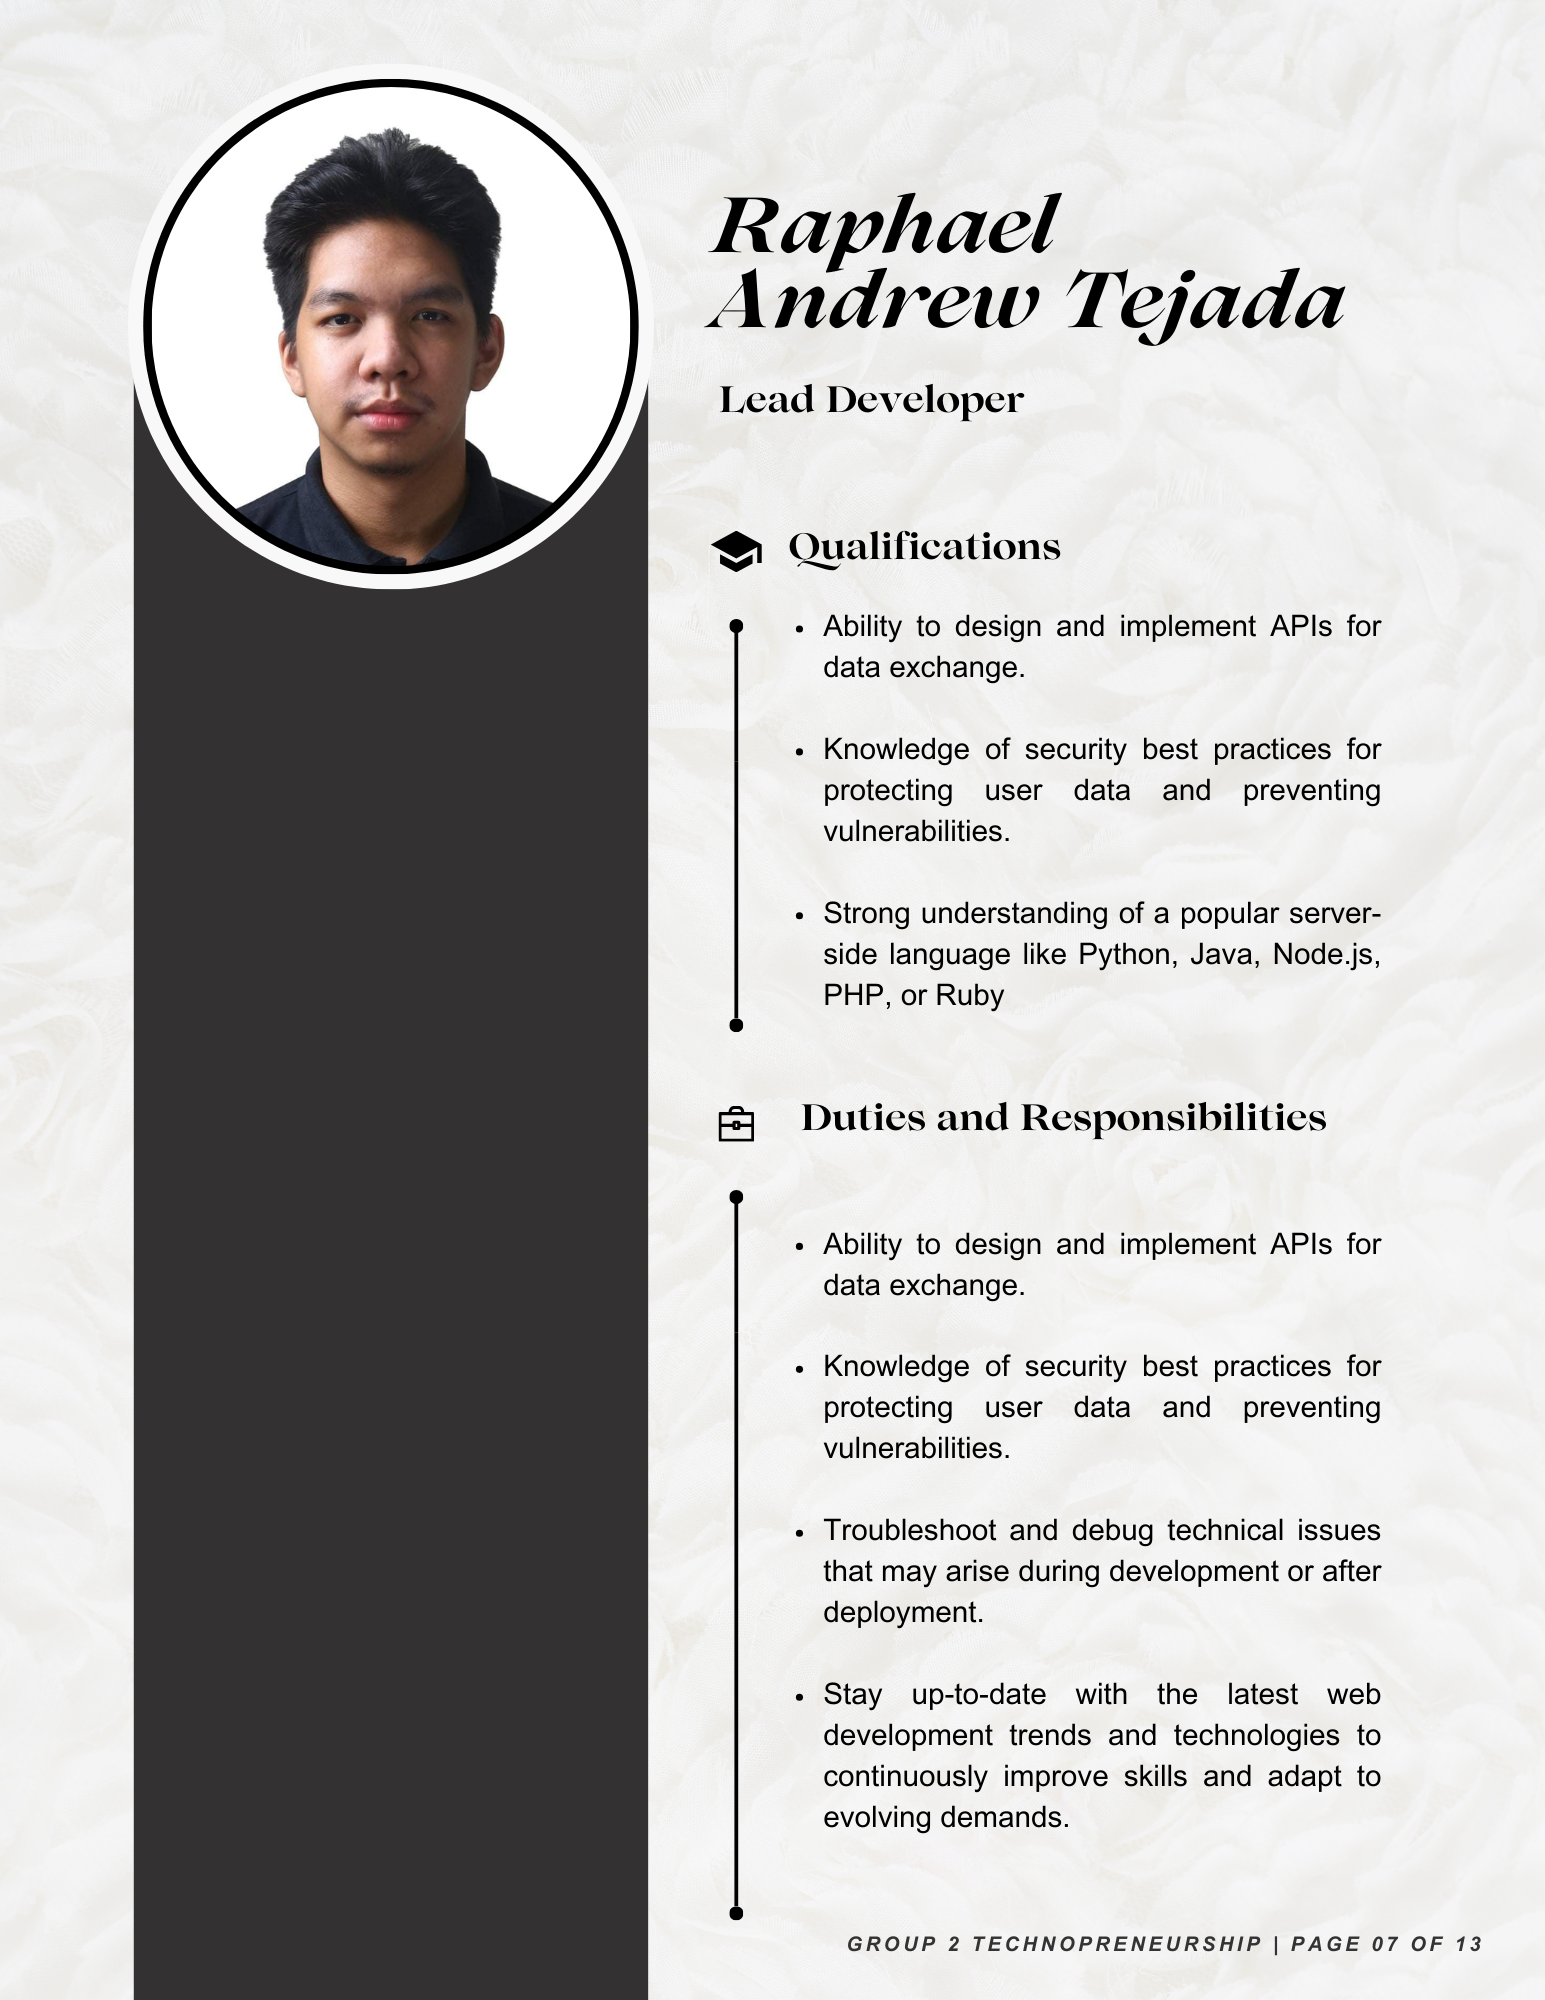 Raphael
Andrew Tejada
Lead Developer
Qualifications
Ability to design and implement APIs for
data exchange.
Knowledge of security best practices for
protecting user data and preventing
vulnerabilities.
Strong understanding of a popular server-
side language like Python, Java, Node.js,
PHP, or Ruby
Duties and Responsibilities
Ability to design and implement APIs for
data exchange.
Knowledge of security best practices for
protecting user data and preventing
vulnerabilities.
Troubleshoot and debug technical issues
that may arise during development or after
deployment.
Stay up-to-date with the latest web
development trends and technologies to
continuously improve skills and adapt to
evolving demands.
GROUP 2 TECHNOPRENEURSHIP | PAGE 07 OF 13